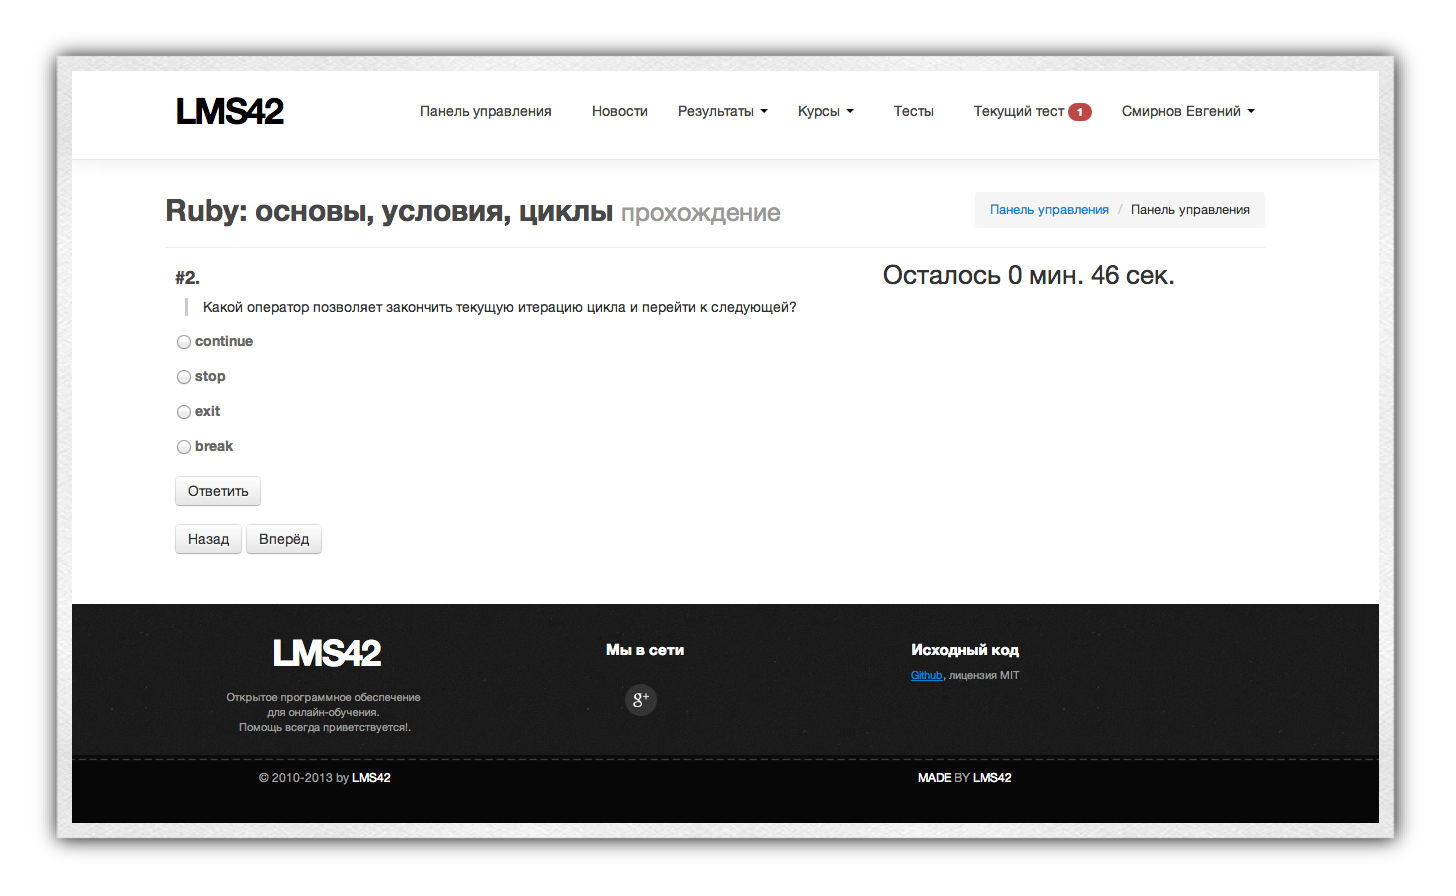 LMS42
Панель управления Новости Результаты Курсы Тесты Текущий тест 1 Смирнов Евгений
Ruby: основы, условия, циклы прохождение
Панель управления / Панель управления
#2.
Осталось 0 мин. 46 сек.
Какой оператор позволяет закончить текущую итерацию цикла и перейти к следующей?
continue
stop
exit
break
Ответить
Назад Вперёд
LMS42
Открытое программное обеспечение
для онлайн-обучения.
Помощь всегда приветствуется!.
Мы в сети
g+
Исходный код
Github, лицензия MIT
© 2010-2013 by LMS42
MADE BY LMS42